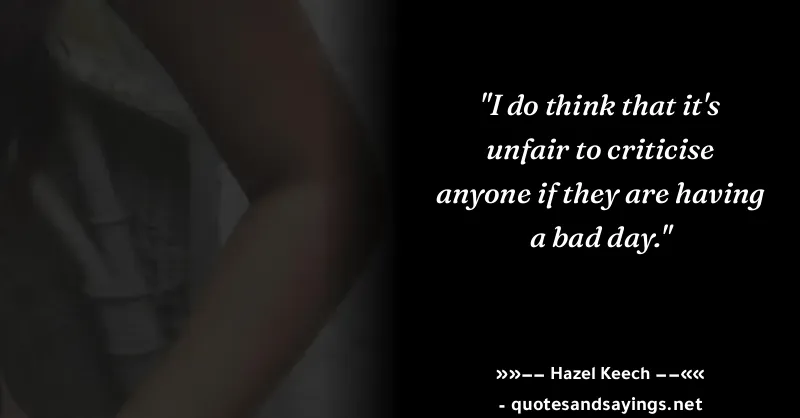 "I do think that it's
unfair to criticise
anyone if they are having
a bad day."
»»–– Hazel Keech ––««
- quotesandsayings.net